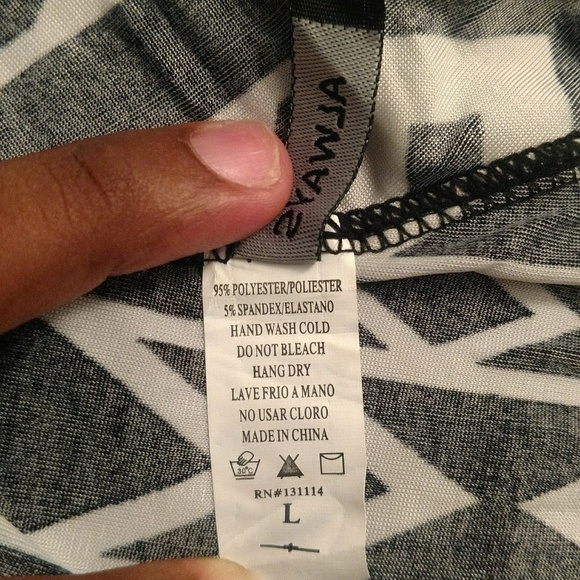 ALWAYS
95% POLYESTER/POLIESTER
5% SPANDEX/ELASTANO
HAND WASH COLD
DO NOT BLEACH
HANG DRY
LAVE FRIO A MANO
NO USAR CLORO
MADE IN CHINA
30°C
RN#131114
L